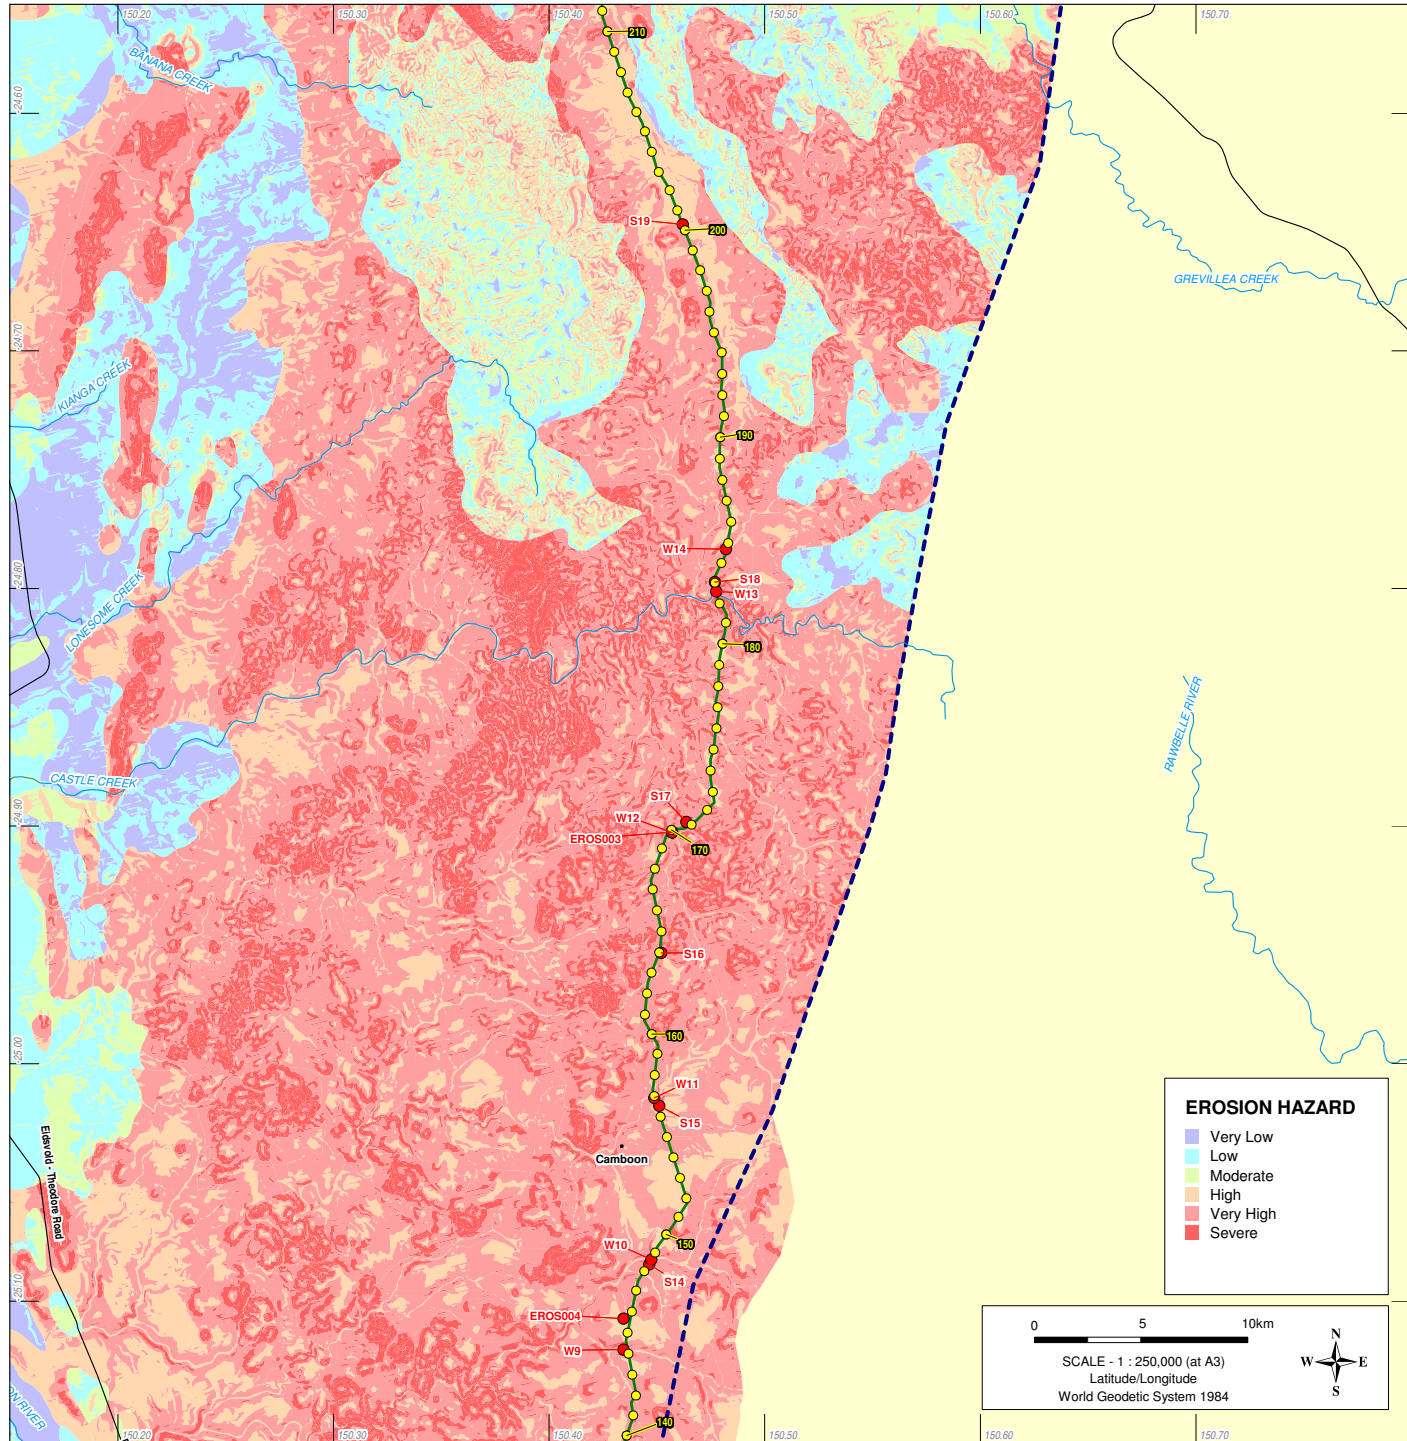 150.20
150.30
150.40
150.50
150.60
150.70
210
BANANA CREEK
-24.60
S19
200
GREVILLEA CREEK
-24.70
KIANGA CREEK
190
W14
S18
-24.80
W13
LONESOME CREEK
180
RAWBELLE RIVER
CASTLE CREEK
S17
-24.90
W12
EROS003
170
S16
160
-25.00
W11
S15
Camboon
Eidsvold - Theodore Road
150
W10
S14
-25.10
EROS004
W9
ON RIVER
140
150.20
150.30
150.40
150.50
150.60
150.70
EROSION HAZARD
Very Low
Low
Moderate
High
Very High
Severe
0 5 10km
SCALE - 1 : 250,000 (at A3)
Latitude/Longitude
World Geodetic System 1984
N
W E
S